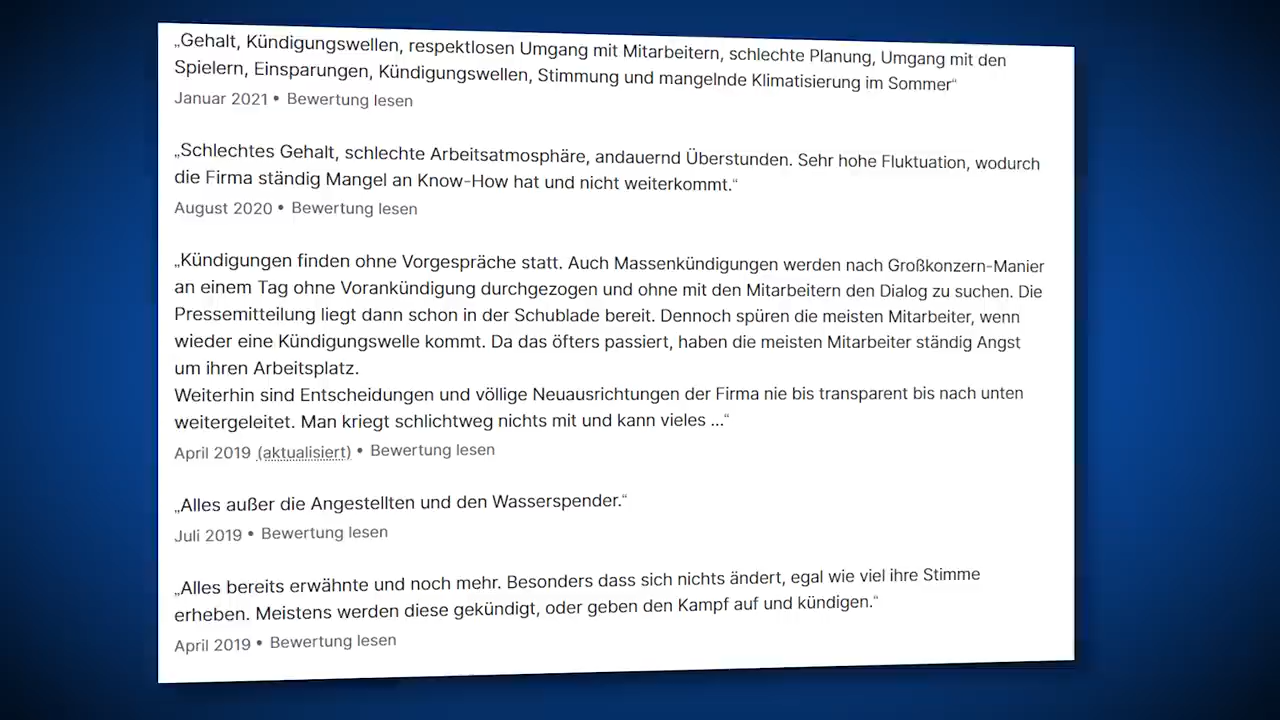 „Gehalt, Kündigungswellen, respektlosen Umgang mit Mitarbeitern, schlechte Planung, Umgang mit den
Spielern, Einsparungen, Kündigungswellen, Stimmung und mangelnde Klimatisierung im Sommer“
Januar 2021 • Bewertung lesen
„Schlechtes Gehalt, schlechte Arbeitsatmosphäre, andauernd Überstunden. Sehr hohe Fluktuation, wodurch
die Firma ständig Mangel an Know-How hat und nicht weiterkommt.“
August 2020 • Bewertung lesen
„Kündigungen finden ohne Vorgespräche statt. Auch Massenkündigungen werden nach Großkonzern-Manier
an einem Tag ohne Vorankündigung durchgezogen und ohne mit den Mitarbeitern den Dialog zu suchen. Die
Pressemitteilung liegt dann schon in der Schublade bereit. Dennoch spüren die meisten Mitarbeiter, wenn
wieder eine Kündigungswelle kommt. Da das öfters passiert, haben die meisten Mitarbeiter ständig Angst
um ihren Arbeitsplatz.
Weiterhin sind Entscheidungen und völlige Neuausrichtungen der Firma nie bis transparent bis nach unten
weitergeleitet. Man kriegt schlichtweg nichts mit und kann vieles ...“
April 2019 (aktualisiert) • Bewertung lesen
„Alles außer die Angestellten und den Wasserspender.“
Juli 2019 • Bewertung lesen
„Alles bereits erwähnte und noch mehr. Besonders dass sich nichts ändert, egal wie viel ihre Stimme
erheben. Meistens werden diese gekündigt, oder geben den Kampf auf und kündigen.“
April 2019 • Bewertung lesen